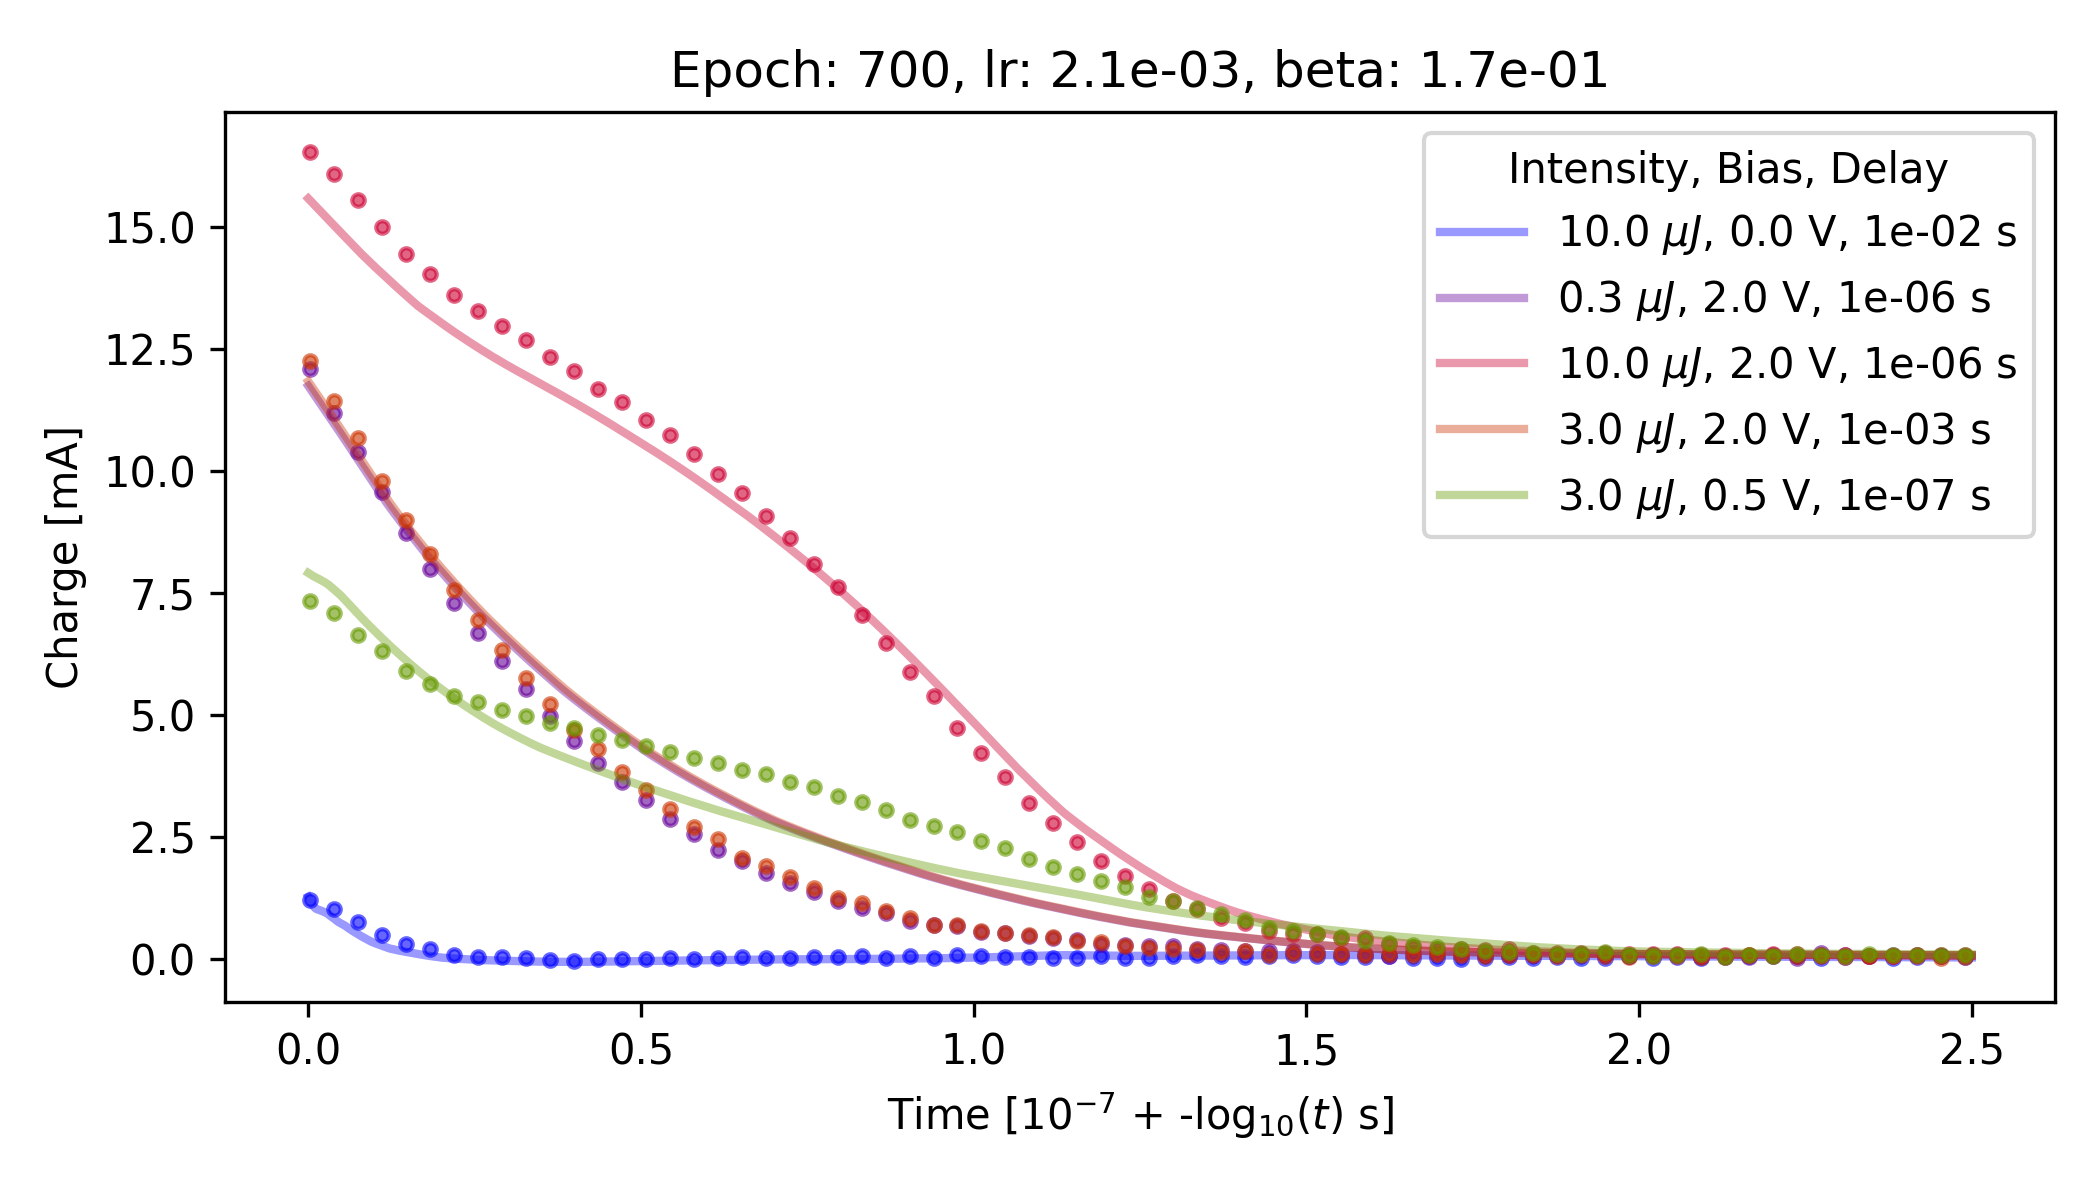 Epoch: 700, lr: 2.1e-03, beta: 1.7e-01
Charge [mA]
15.0
12.5
10.0
7.5
5.0
2.5
0.0
Intensity, Bias, Delay
10.0 μJ, 0.0 V, 1e-02 s
0.3 μJ, 2.0 V, 1e-06 s
10.0 μJ, 2.0 V, 1e-06 s
3.0 μJ, 2.0 V, 1e-03 s
3.0 μJ, 0.5 V, 1e-07 s
0.0 0.5 1.0 1.5 2.0 2.5
Time [10⁻⁷ + -log₁₀(t) s]